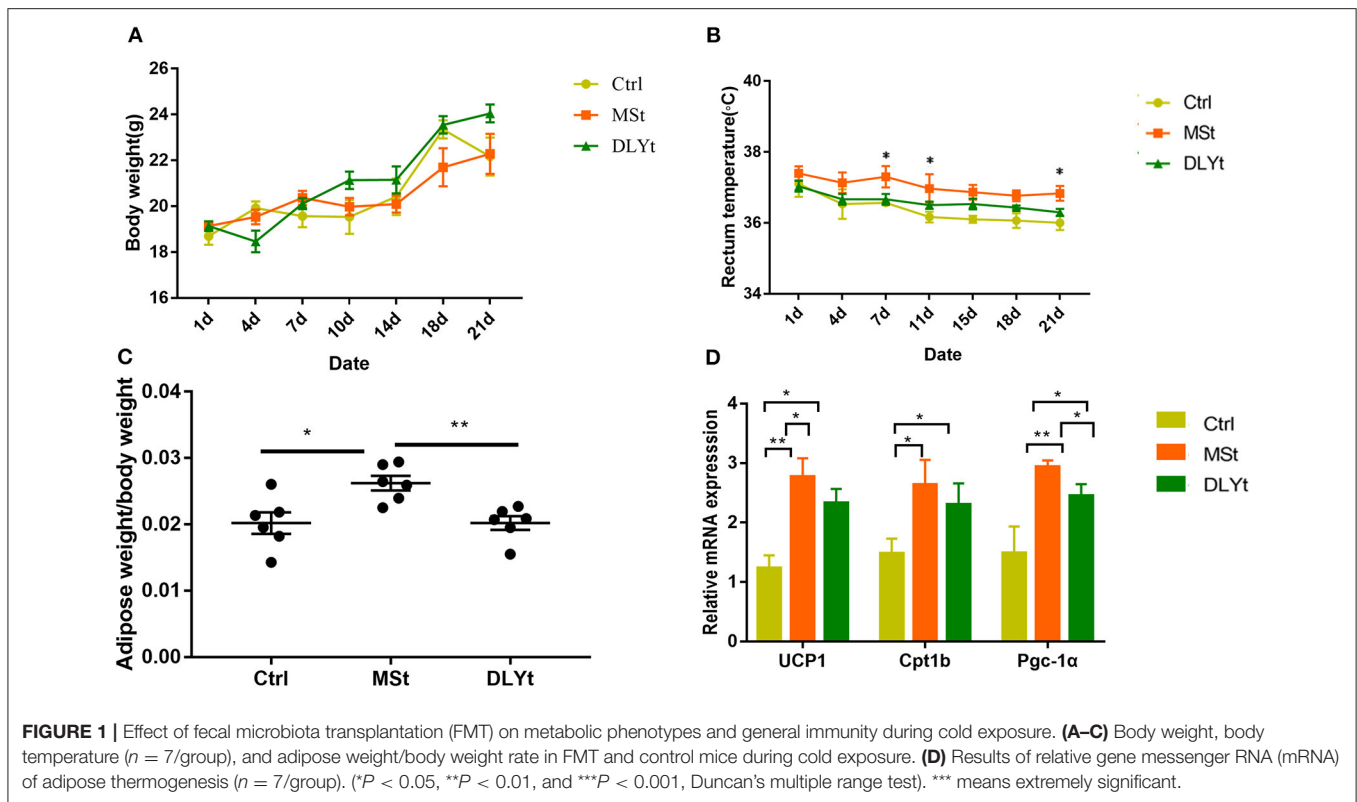 A
26
24
22
20
18
16
Body weight(g)
1d 4d 7d 10d 14d 18d 21d
Date
Ctrl
MSt
DLYt
B
40
38
36
34
Rectum temperature(°C)
* * *
1d 4d 7d 11d 15d 18d 21d
Date
Ctrl
MSt
DLYt
C
0.04
0.03
0.02
0.01
0.00
Adipose weight/body weight
* **
Ctrl MSt DLYt
D
4
3
2
1
0
Relative mRNA expresssion
* * *
* * *
** * **
UCP1 Cpt1b Pgc-1α
Ctrl
MSt
DLYt
FIGURE 1 | Effect of fecal microbiota transplantation (FMT) on metabolic phenotypes and general immunity during cold exposure. (A–C) Body weight, body
temperature (n = 7/group), and adipose weight/body weight rate in FMT and control mice during cold exposure. (D) Results of relative gene messenger RNA (mRNA)
of adipose thermogenesis (n = 7/group). (*P < 0.05, **P < 0.01, and ***P < 0.001, Duncan's multiple range test). *** means extremely significant.